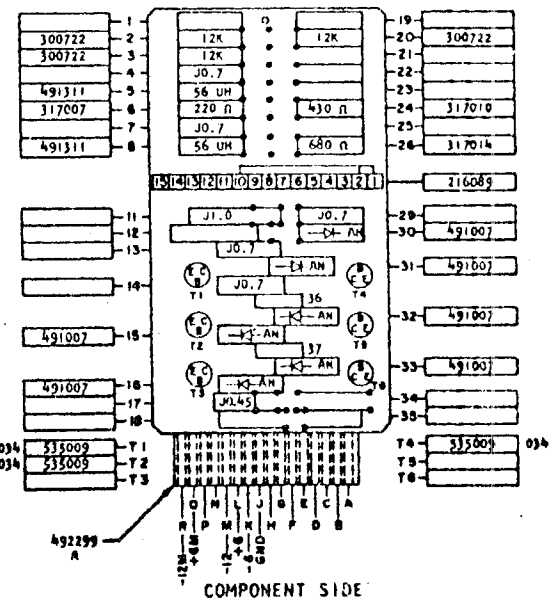 1 19
300722 2 12K 12K 20 300722
300722 3 12K 21
4 J0.7 22
491311 5 56 UH 23
317007 6 220 Ω 430 Ω 24 317010
7 J0.7 25
491311 8 56 UH 680 Ω 26 317014
15 14 13 12 11 10 9 8 7 6 5 4 3 2 1 216089
11 J1.0 J0.7 29
12 AN 30 491007
13 J0.7
AN 31 491007
E C B B C E
T1 T4
14 J0.7
36
AN 32 491007
E C B B C E
T2 T5
491007 15 AN
37
AN 33 491007
E C B B C E
T3 T6
491007 16 AN
17 J0.45 34
18 35
034 535009 T1 T4 535009 034
034 535009 T2 T5
T3 T6
R Q P N M L K J H G F E D C B A
-12M +6M -12 +6 -6 GND
492299
A
COMPONENT SIDE